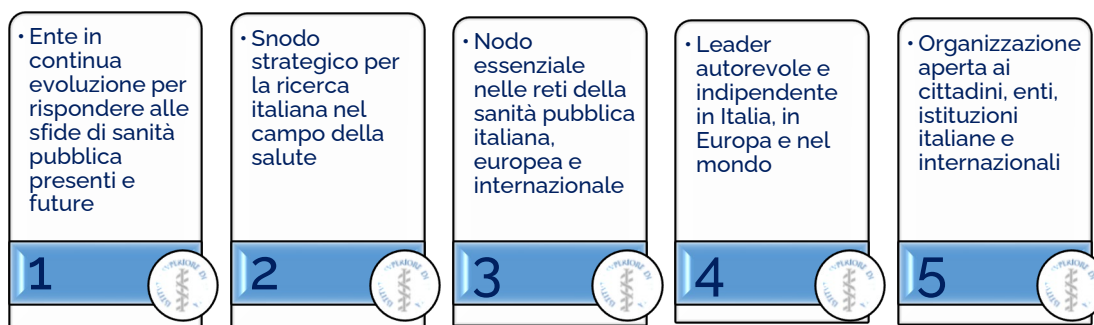 • Ente in
continua
evoluzione per
rispondere alle
sfide di sanità
pubblica
presenti e
future
1
• Snodo
strategico per
la ricerca
italiana nel
campo della
salute
2
• Nodo
essenziale
nelle reti della
sanità pubblica
italiana,
europea e
internazionale
3
• Leader
autorevole e
indipendente
in Italia, in
Europa e nel
mondo
4
• Organizzazione
aperta ai
cittadini, enti,
istituzioni
italiane e
internazionali
5